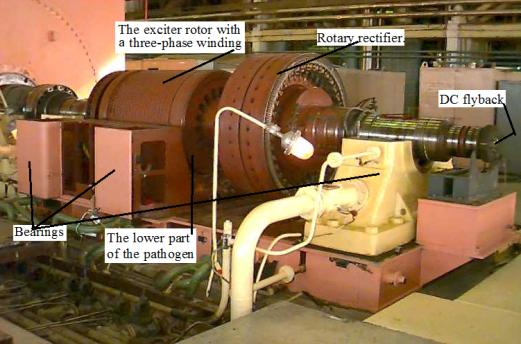 The exciter rotor with
a three-phase winding
Rotary rectifier.
DC flyback
Bearings
The lower part
of the pathogen